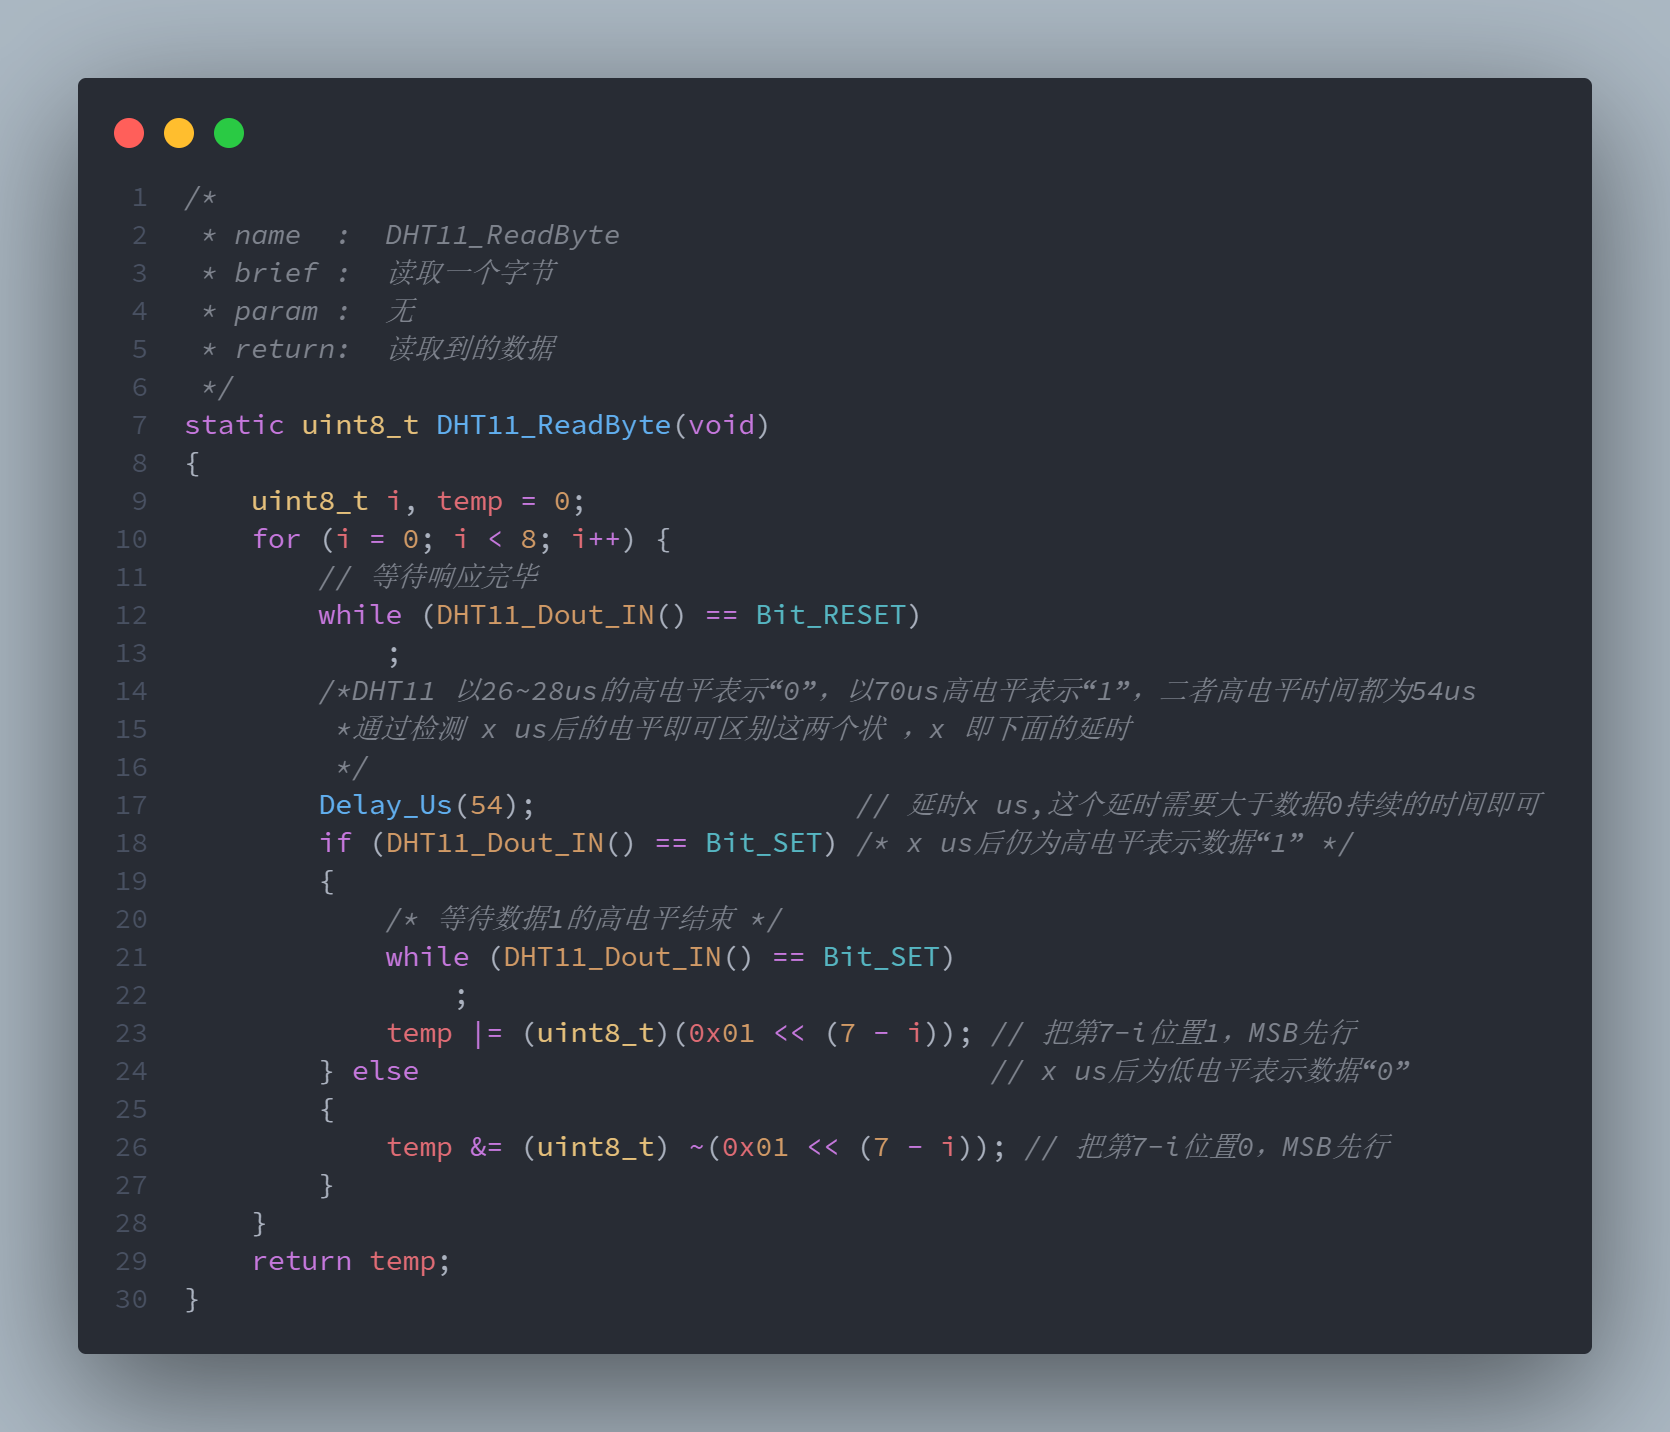 1 /*
2  * name  :  DHT11_ReadByte
3  * brief :  读取一个字节
4  * param :  无
5  * return:  读取到的数据
6  */
7 static uint8_t DHT11_ReadByte(void)
8 {
9     uint8_t i, temp = 0;
10     for (i = 0; i < 8; i++) {
11         // 等待响应完毕
12         while (DHT11_Dout_IN() == Bit_RESET)
13             ;
14         /*DHT11 以26~28us的高电平表示“0”，以70us高电平表示“1”，二者高电平时间都为54us
15          *通过检测 x us后的电平即可区别这两个状 ，x 即下面的延时
16          */
17         Delay_Us(54);                   // 延时x us,这个延时需要大于数据0持续的时间即可
18         if (DHT11_Dout_IN() == Bit_SET) /* x us后仍为高电平表示数据“1” */
19         {
20             /* 等待数据1的高电平结束 */
21             while (DHT11_Dout_IN() == Bit_SET)
22                 ;
23             temp |= (uint8_t)(0x01 << (7 - i)); // 把第7-i位置1，MSB先行
24         } else                                  // x us后为低电平表示数据“0”
25         {
26             temp &= (uint8_t) ~(0x01 << (7 - i)); // 把第7-i位置0，MSB先行
27         }
28     }
29     return temp;
30 }